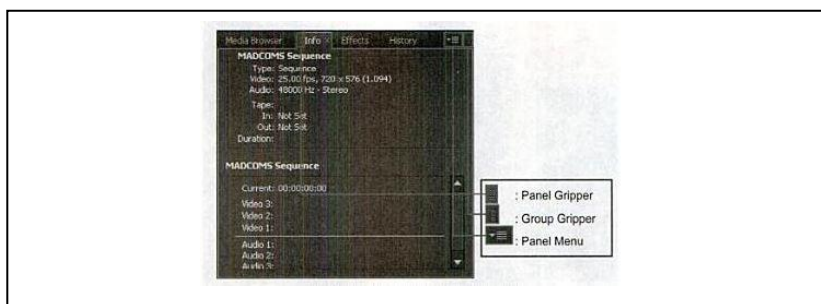 Media Browser Info × Effects History
MADCOMS Sequence
Type: Sequence
Video: 25.00 fps, 720 x 576 (1.094)
Audio: 48000 Hz - Stereo
Tape:
In: Not Set
Out: Not Set
Duration:
MADCOMS Sequence
Current: 00:00:00:00
Video 3:
Video 2:
Video 1:
Audio 1:
Audio 2:
Audio 3:
: Panel Gripper
: Group Gripper
: Panel Menu